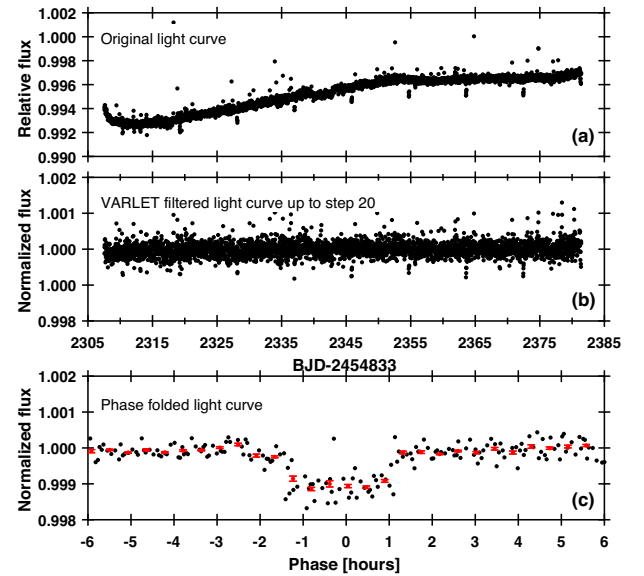 1.002
1.000
0.998
0.996
0.994
0.992
0.990
Relative flux
Original light curve
(a)
1.002
1.001
1.000
1.000
0.998
Normalized flux
VARLET filtered light curve up to step 20
(b)
2305 2315 2325 2335 2345 2355 2365 2375 2385
BJD-2454833
1.002
1.000
1.000
0.999
0.998
Normalized flux
Phase folded light curve
(c)
-6 -5 -4 -3 -2 -1 0 1 2 3 4 5 6
Phase [hours]